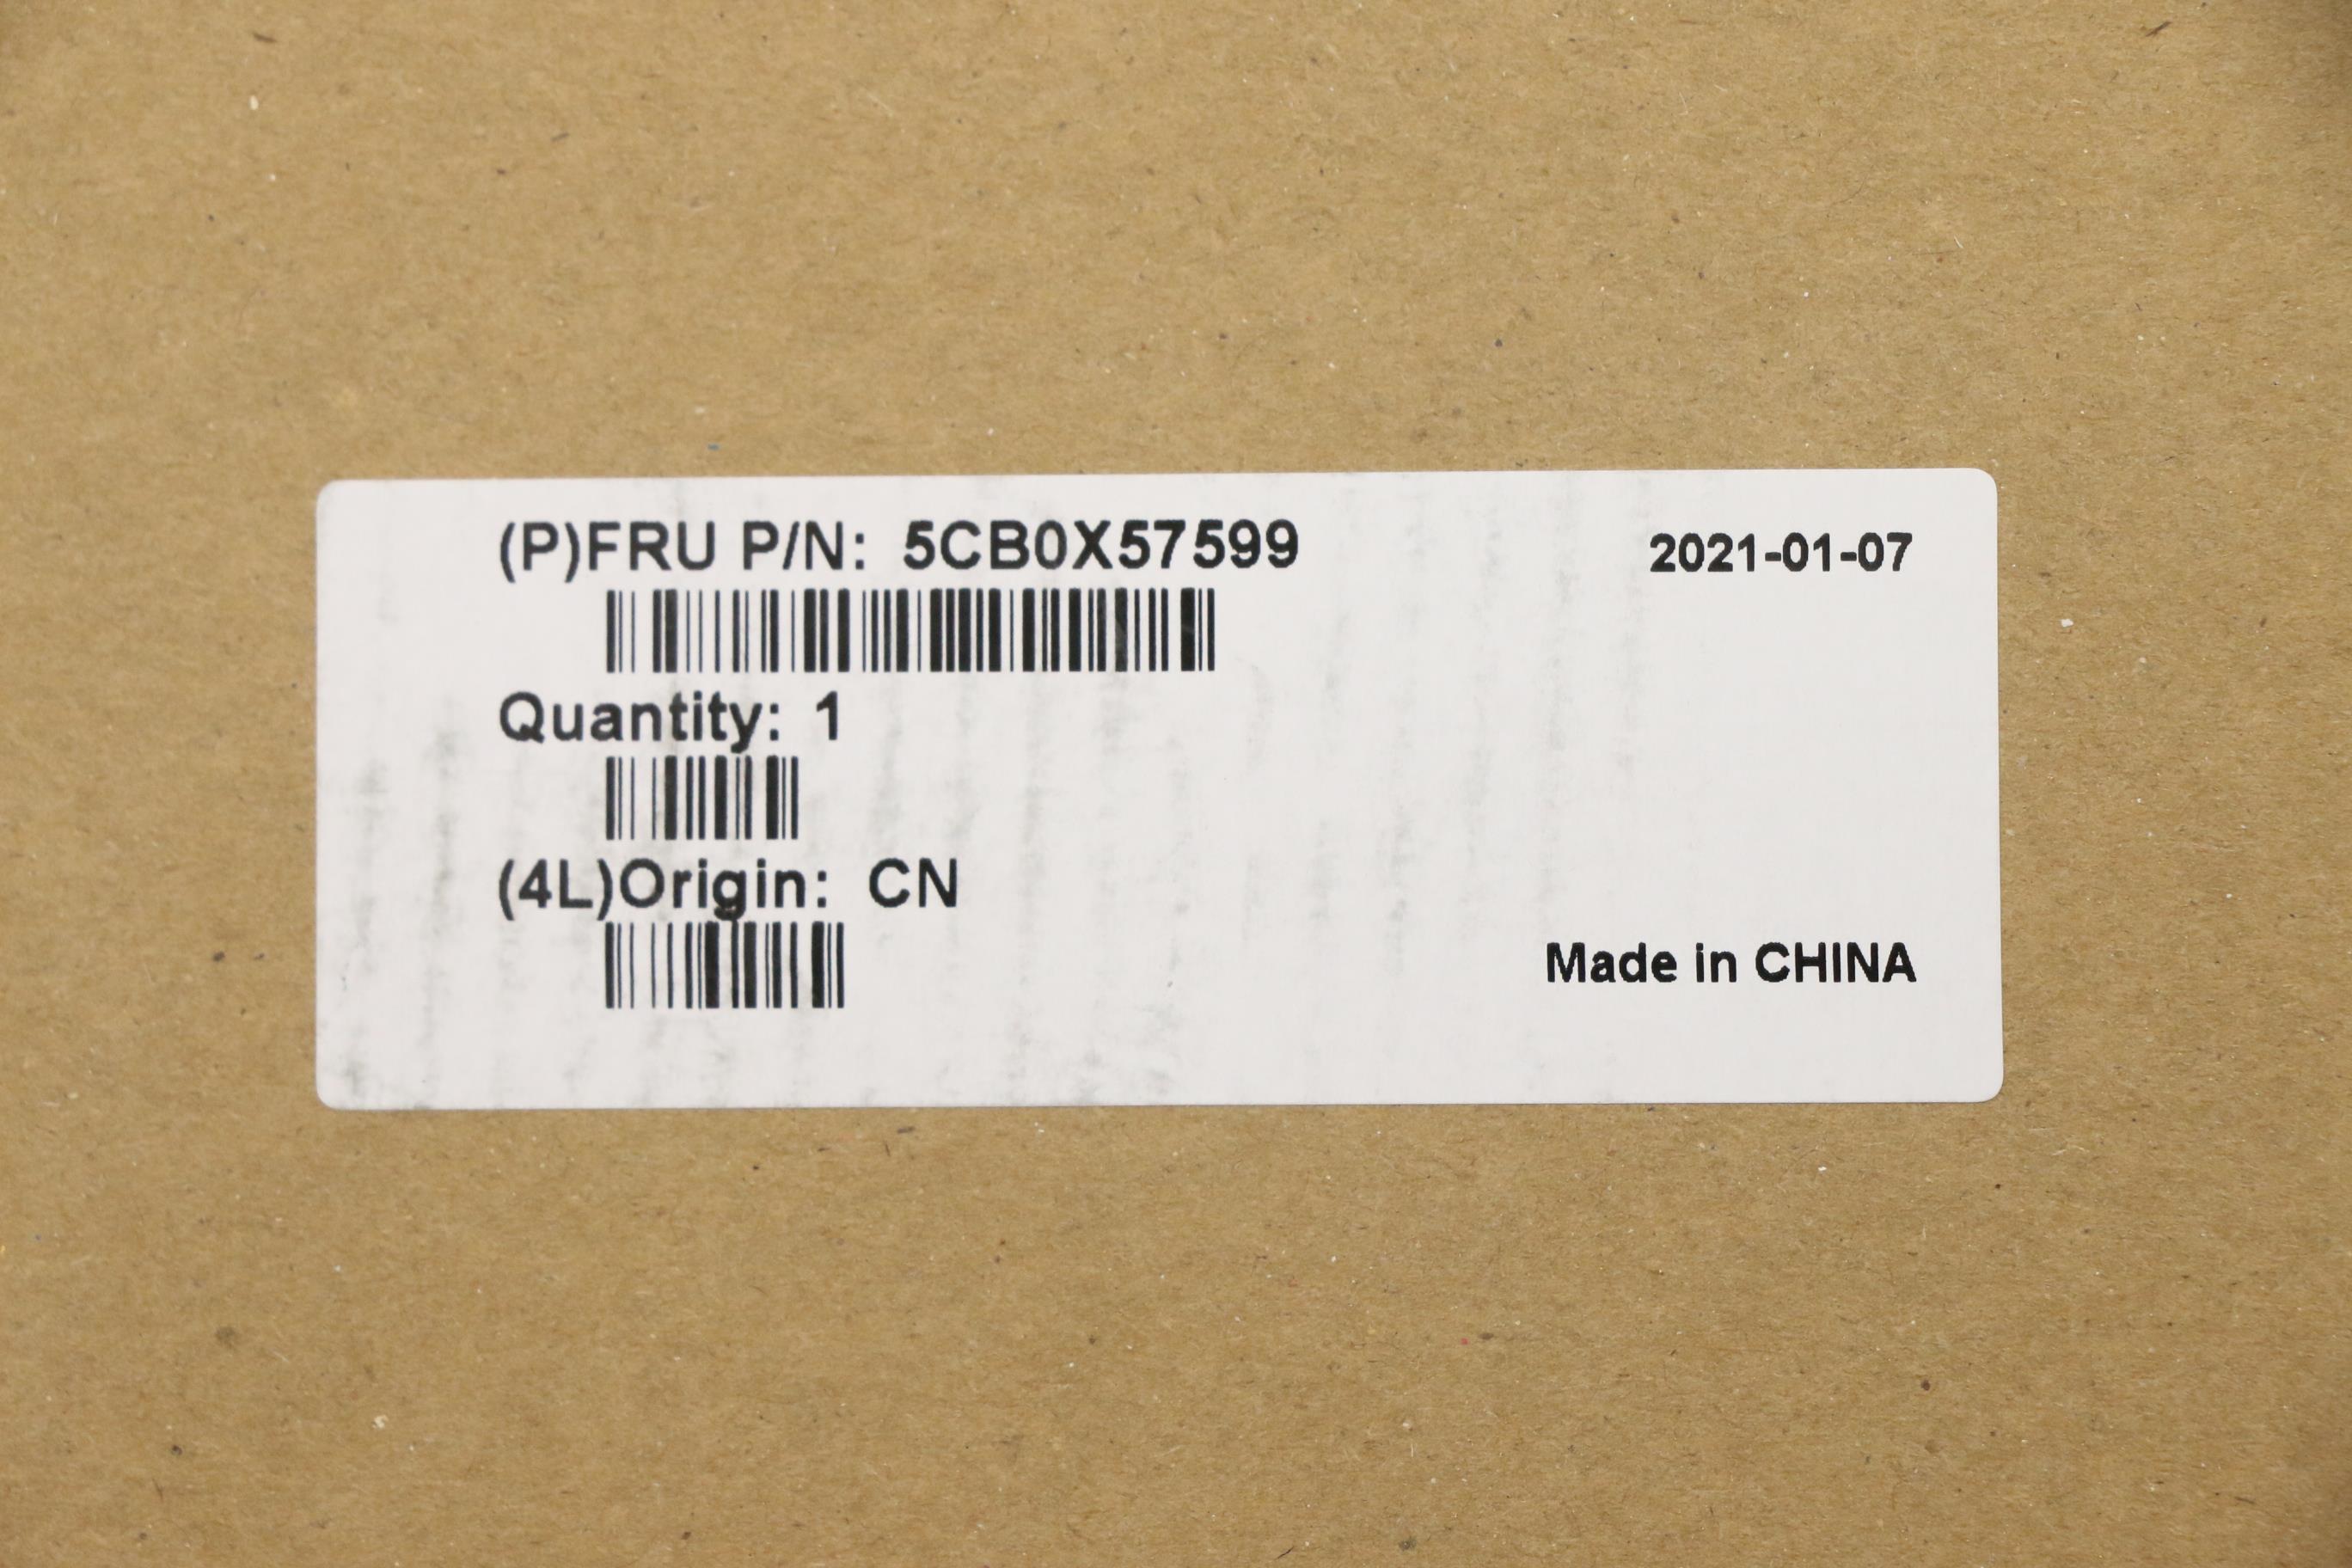 (P)FRU P/N: 5CB0X57599
2021-01-07
Quantity: 1
(4L)Origin: CN
Made in CHINA